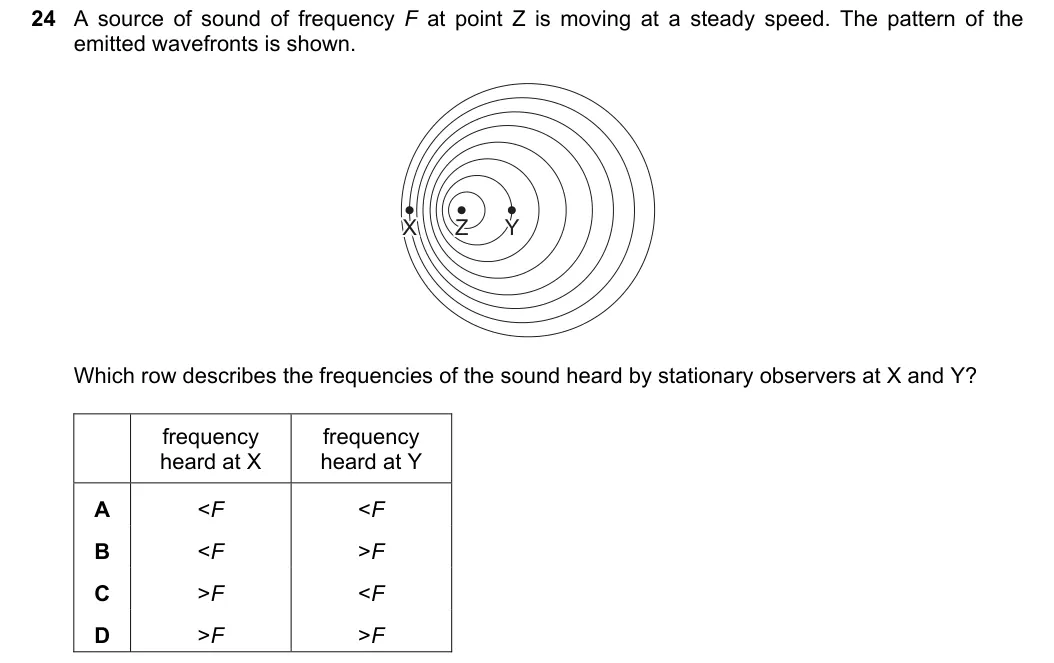 24 A source of sound of frequency F at point Z is moving at a steady speed. The pattern of the
emitted wavefronts is shown.
X Z Y
Which row describes the frequencies of the sound heard by stationary observers at X and Y?
frequency heard at X frequency heard at Y
A <F <F
B <F >F
C >F <F
D >F >F